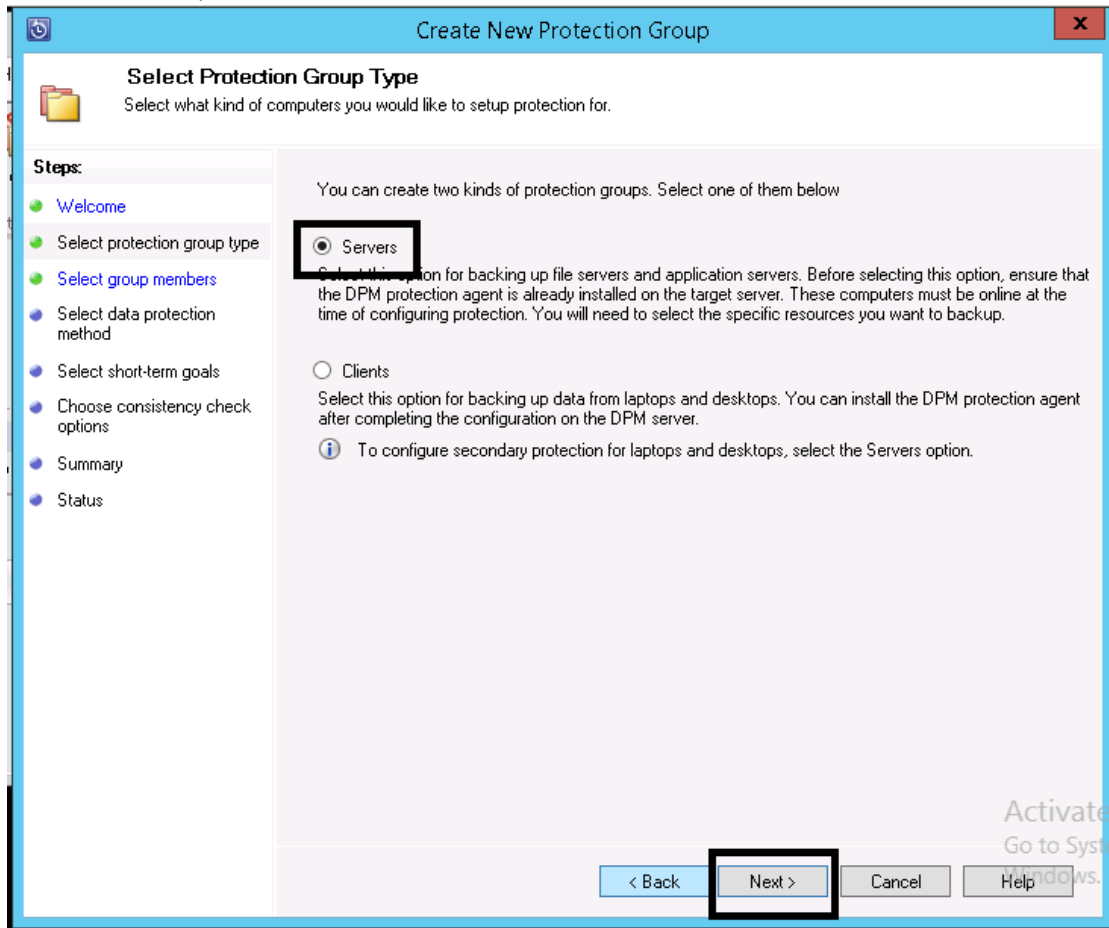 Create New Protection Group
X
Select Protection Group Type
Select what kind of computers you would like to setup protection for.
Steps:
Welcome
Select protection group type
Select group members
Select data protection
method
Select short-term goals
Choose consistency check
options
Summary
Status
You can create two kinds of protection groups. Select one of them below
Servers
Select this option for backing up file servers and application servers. Before selecting this option, ensure that
the DPM protection agent is already installed on the target server. These computers must be online at the
time of configuring protection. You will need to select the specific resources you want to backup.
Clients
Select this option for backing up data from laptops and desktops. You can install the DPM protection agent
after completing the configuration on the DPM server.
To configure secondary protection for laptops and desktops, select the Servers option.
Activate
Go to Syst
Windows.
< Back
Next >
Cancel
Help